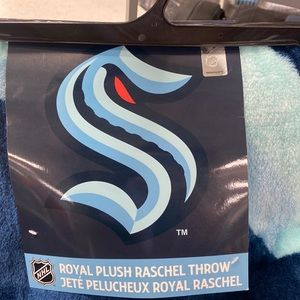 TM
NHL
ROYAL PLUSH RASCHEL THROW
JETÉ PELUCHEUX ROYAL RASCHEL